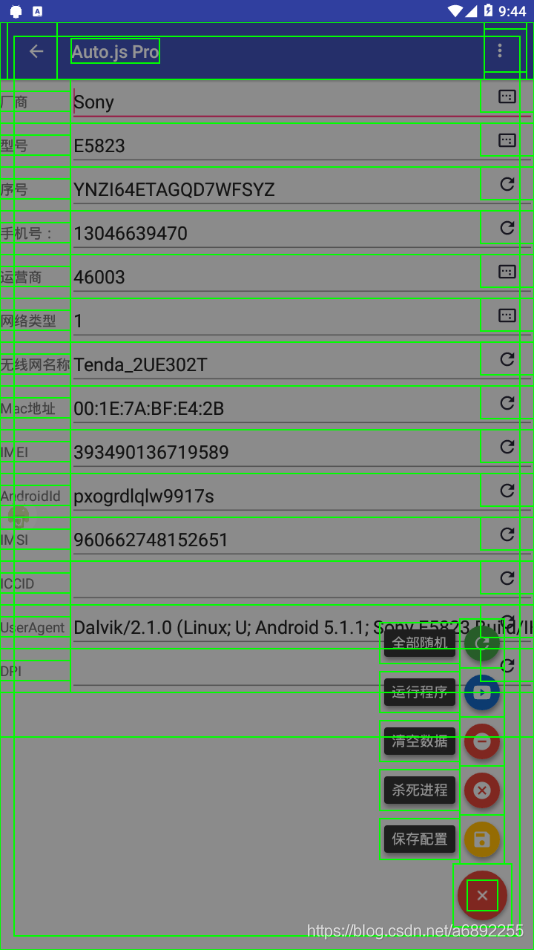 A 9:44
Auto.js Pro
厂商 Sony
型号 E5823
序号 YNZI64ETAGQD7WFSYZ
手机号： 13046639470
运营商 46003
网络类型 1
无线网名称 Tenda_2UE302T
Mac地址 00:1E:7A:BF:E4:2B
IMEI 393490136719589
AndroidId pxogrdlqlw9917s
IMSI 960662748152651
ICCID
UserAgent Dalvik/2.1.0 (Linux; U; Android 5.1.1; Sony E5823 Build/
DPI
全部随机
运行程序
清空数据
杀死进程
保存配置
https://blog.csdn.net/a6892255